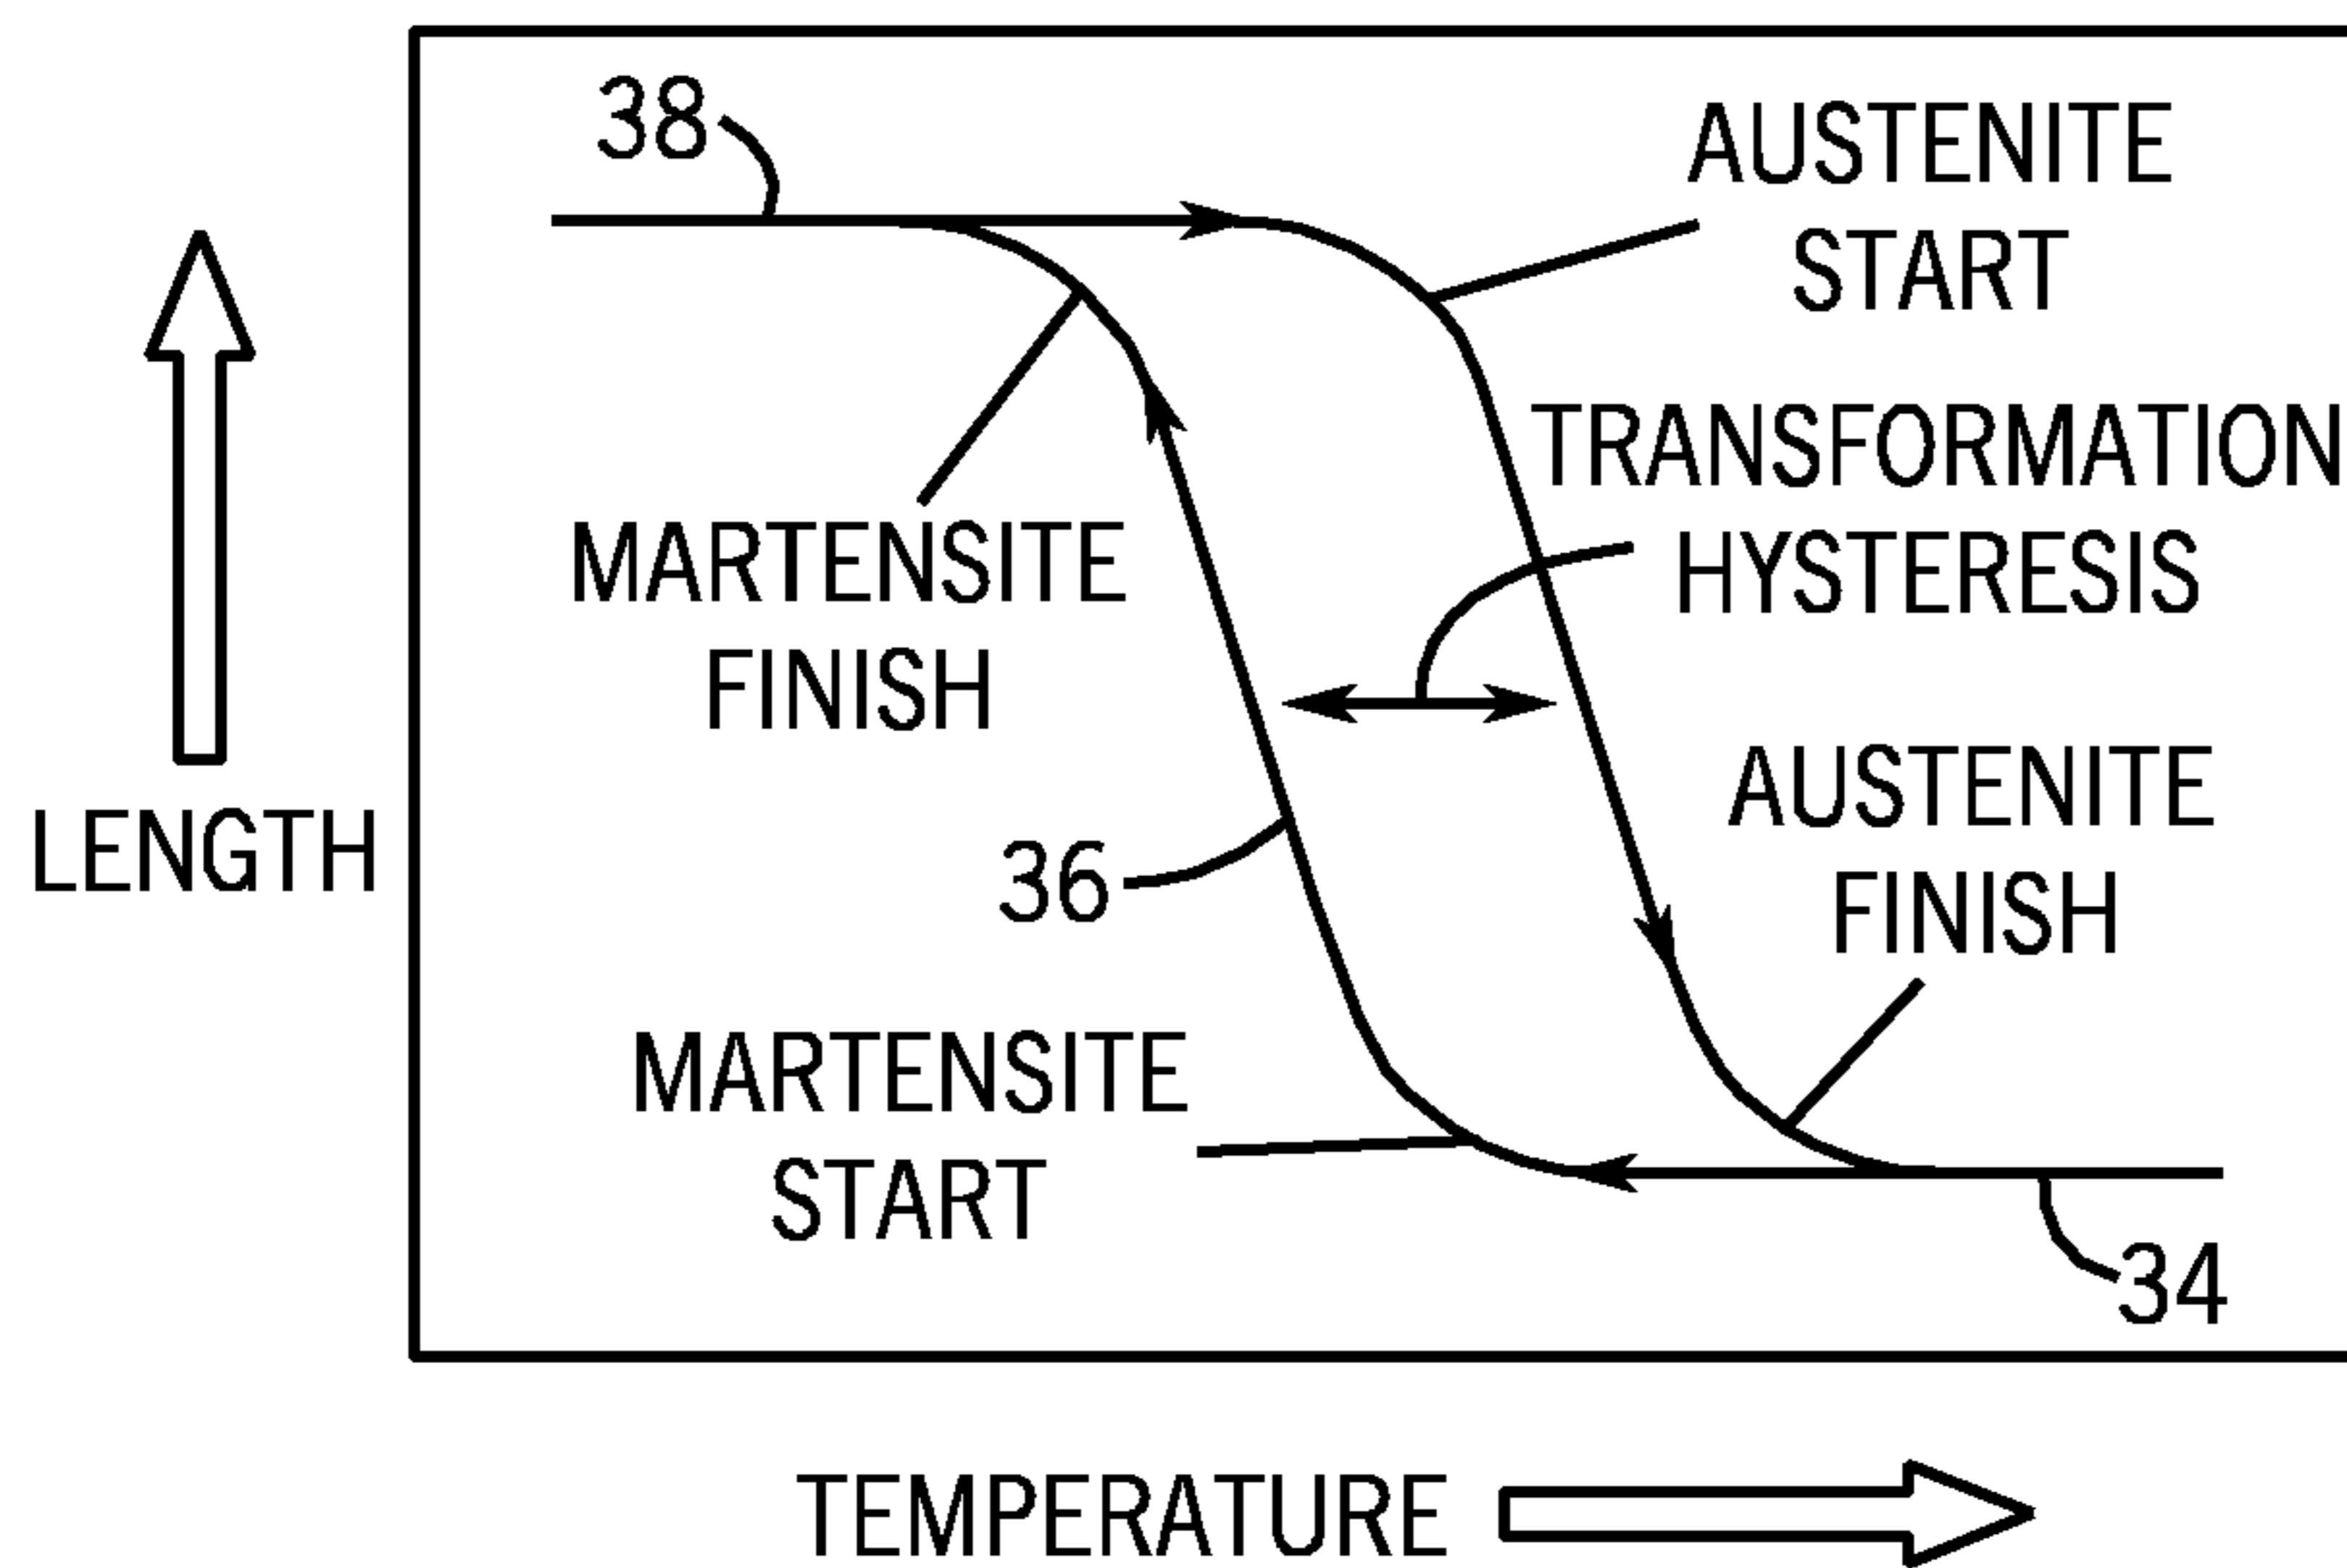 38
AUSTENITE
START
TRANSFORMATION
HYSTERESIS
MARTENSITE
FINISH
LENGTH
36
AUSTENITE
FINISH
MARTENSITE
START
34
TEMPERATURE